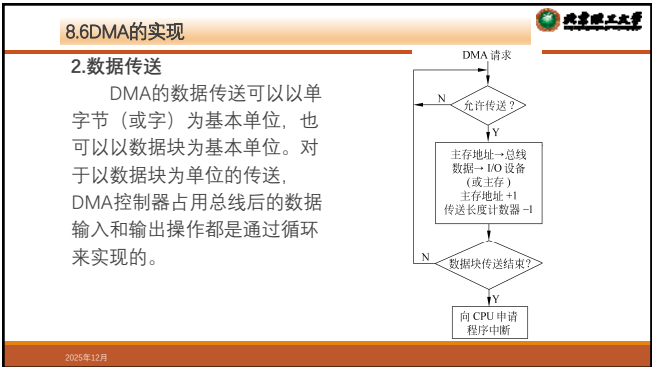 8.6DMA的实现
北京理工大学
2.数据传送
DMA的数据传送可以以单
字节（或字）为基本单位，也
可以以数据块为基本单位。对
于以数据块为单位的传送，
DMA控制器占用总线后的数据
输入和输出操作都是通过循环
来实现的。
DMA 请求
N
允许传送？
Y
主存地址→总线
数据→ I/O 设备
(或主存 )
主存地址 +1
传送长度计数器 −1
N
数据块传送结束?
Y
向 CPU 申请
程序中断
2025年12月